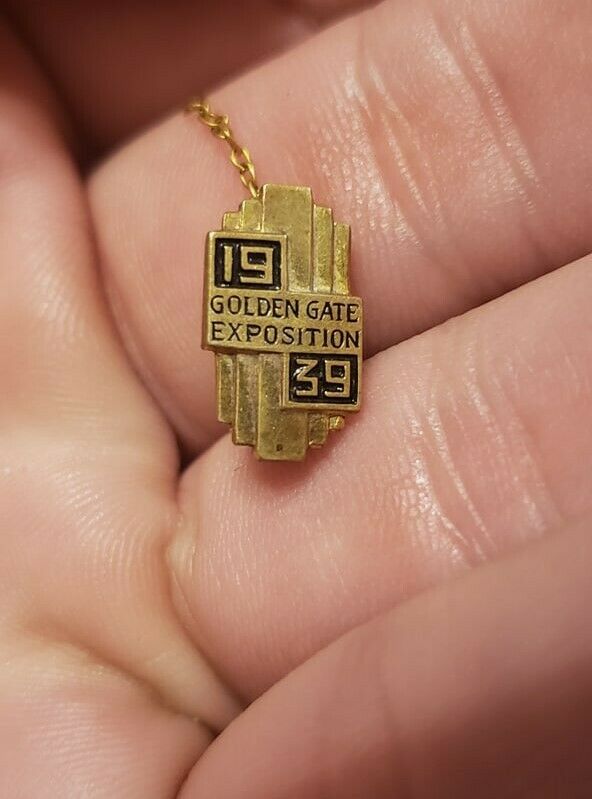 19
GOLDEN GATE
EXPOSITION
39